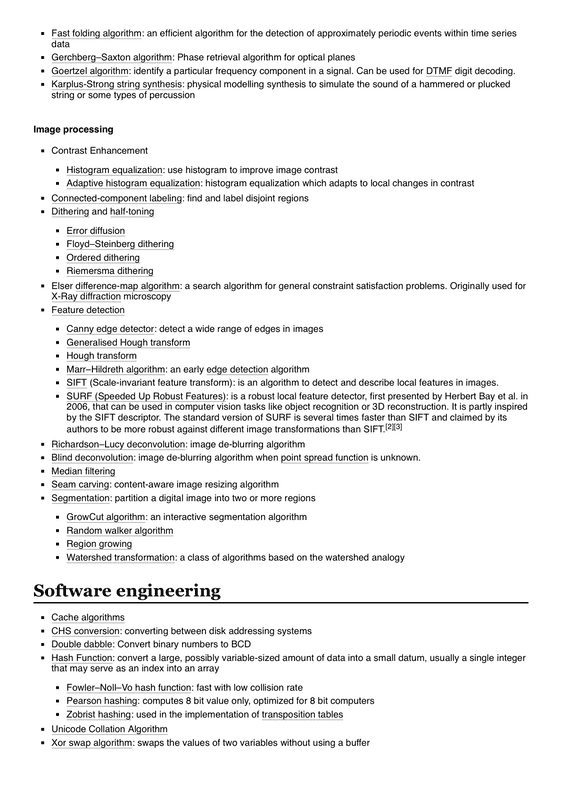 Fast folding algorithm: an efficient algorithm for the detection of approximately periodic events within time series
data
Gerchberg–Saxton algorithm: Phase retrieval algorithm for optical planes
Goertzel algorithm: identify a particular frequency component in a signal. Can be used for DTMF digit decoding.
Karplus-Strong string synthesis: physical modelling synthesis to simulate the sound of a hammered or plucked
string or some types of percussion
Image processing
Contrast Enhancement
Histogram equalization: use histogram to improve image contrast
Adaptive histogram equalization: histogram equalization which adapts to local changes in contrast
Connected-component labeling: find and label disjoint regions
Dithering and half-toning
Error diffusion
Floyd–Steinberg dithering
Ordered dithering
Riemersma dithering
Elser difference-map algorithm: a search algorithm for general constraint satisfaction problems. Originally used for
X-Ray diffraction microscopy
Feature detection
Canny edge detector: detect a wide range of edges in images
Generalised Hough transform
Hough transform
Marr–Hildreth algorithm: an early edge detection algorithm
SIFT (Scale-invariant feature transform): is an algorithm to detect and describe local features in images.
SURF (Speeded Up Robust Features): is a robust local feature detector, first presented by Herbert Bay et al. in
2006, that can be used in computer vision tasks like object recognition or 3D reconstruction. It is partly inspired
by the SIFT descriptor. The standard version of SURF is several times faster than SIFT and claimed by its
authors to be more robust against different image transformations than SIFT.[2][3]
Richardson–Lucy deconvolution: image de-blurring algorithm
Blind deconvolution: image de-blurring algorithm when point spread function is unknown.
Median filtering
Seam carving: content-aware image resizing algorithm
Segmentation: partition a digital image into two or more regions
GrowCut algorithm: an interactive segmentation algorithm
Random walker algorithm
Region growing
Watershed transformation: a class of algorithms based on the watershed analogy
Software engineering
Cache algorithms
CHS conversion: converting between disk addressing systems
Double dabble: Convert binary numbers to BCD
Hash Function: convert a large, possibly variable-sized amount of data into a small datum, usually a single integer
that may serve as an index into an array
Fowler–Noll–Vo hash function: fast with low collision rate
Pearson hashing: computes 8 bit value only, optimized for 8 bit computers
Zobrist hashing: used in the implementation of transposition tables
Unicode Collation Algorithm
Xor swap algorithm: swaps the values of two variables without using a buffer